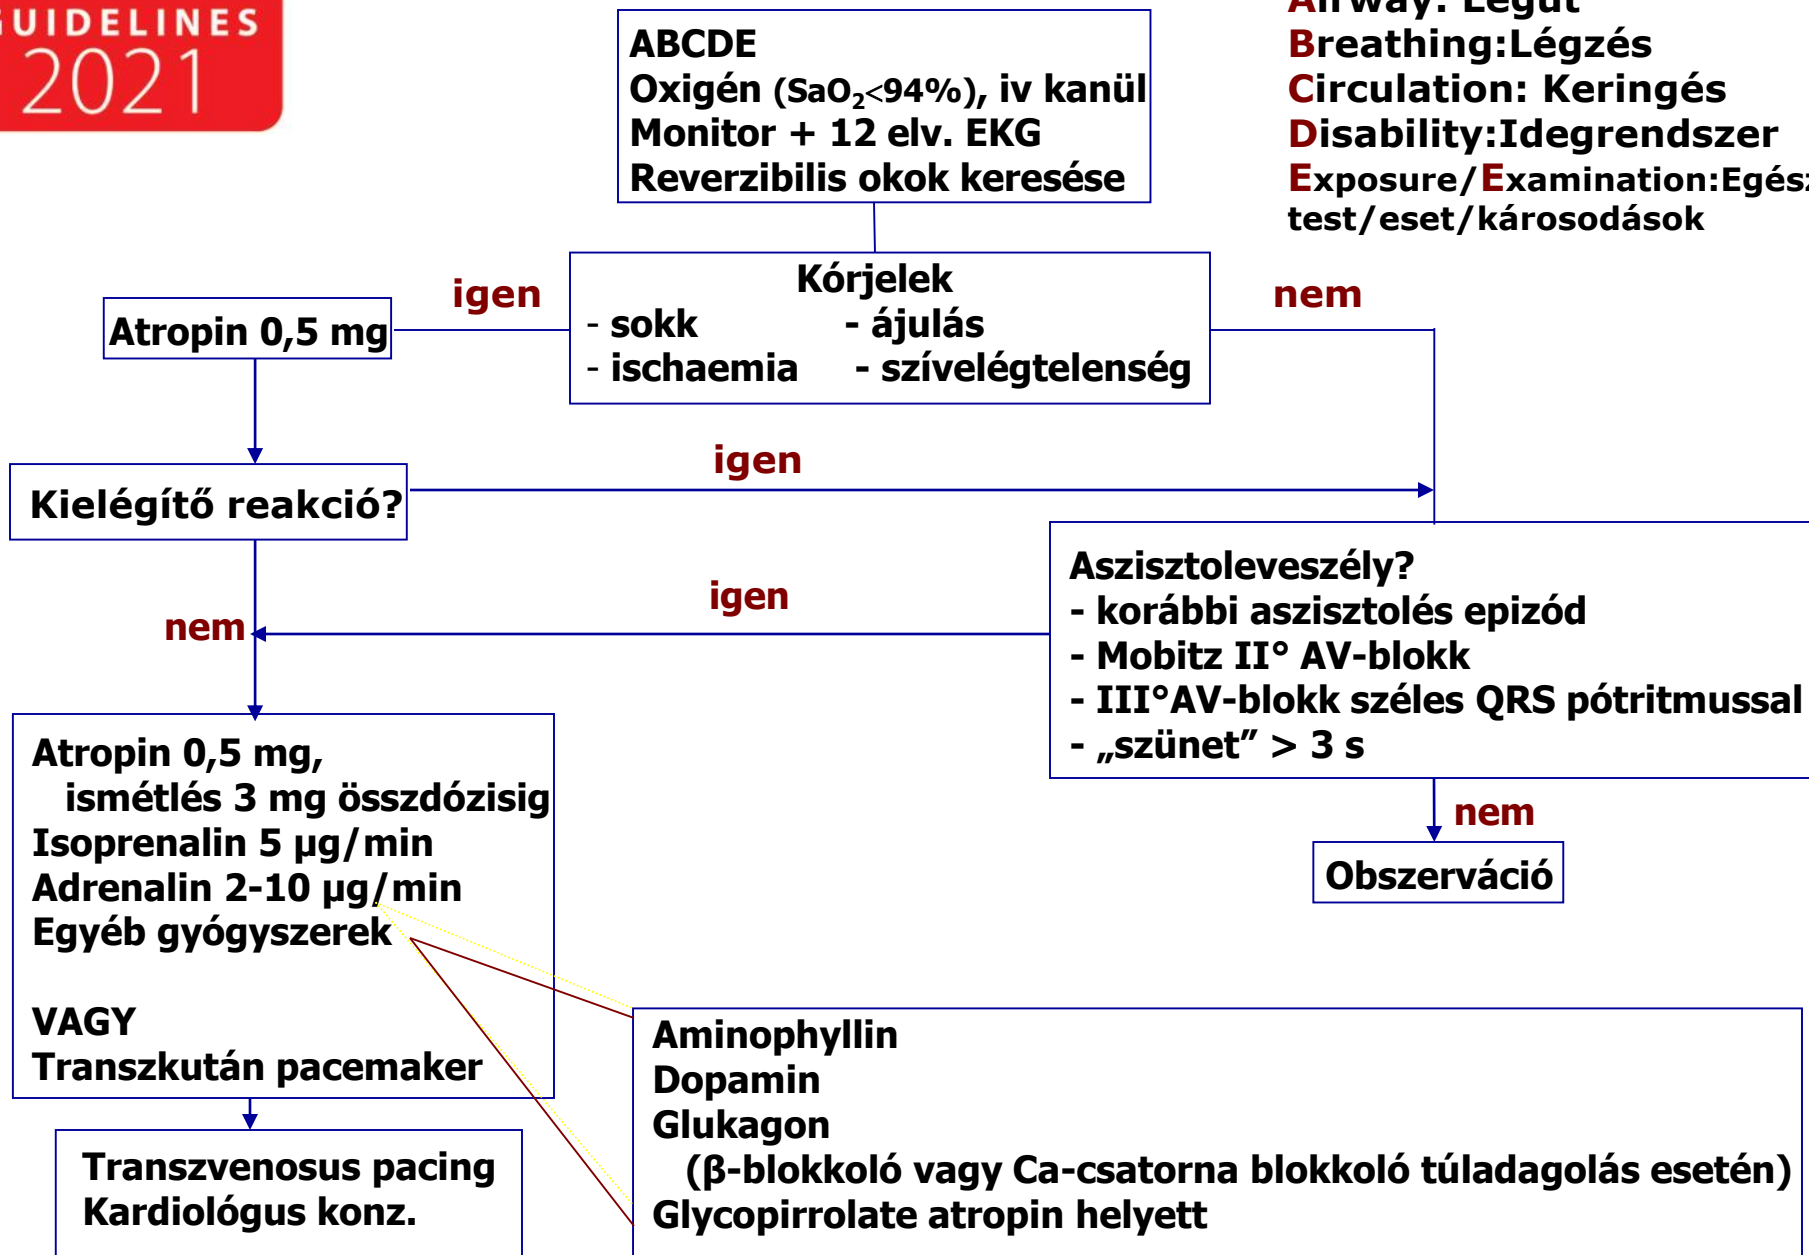 GUIDELINES
2021
ABCDE
Oxigén (SaO₂<94%), iv kanül
Monitor + 12 elv. EKG
Reverzibilis okok keresése
Airway: Légút
Breathing:Légzés
Circulation: Keringés
Disability:Idegrendszer
Exposure/Examination:Egész
test/eset/károsodások
igen
Kórjelek
- sokk - ájulás
- ischaemia - szívelégtelenség
nem
Atropin 0,5 mg
igen
Kielégítő reakció?
Aszisztoleveszély?
- korábbi aszisztolés epizód
- Mobitz II° AV-blokk
- III°AV-blokk széles QRS pótritmussal
- „szünet” > 3 s
igen
nem
nem
Obszerváció
Atropin 0,5 mg,
ismétlés 3 mg összdózisig
Isoprenalin 5 µg/min
Adrenalin 2-10 µg/min
Egyéb gyógyszerek
VAGY
Transzkután pacemaker
Transzvenosus pacing
Kardiológus konz.
Aminophyllin
Dopamin
Glukagon
(β-blokkoló vagy Ca-csatorna blokkoló túladagolás esetén)
Glycopirrolate atropin helyett